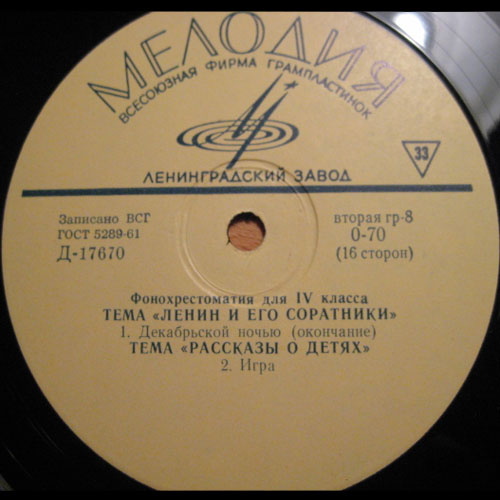 МЕЛОДИЯ
ВСЕСОЮЗНАЯ ФИРМА ГРАМПЛАСТИНОК
ЛЕНИНГРАДСКИЙ ЗАВОД
33
Записано ВСГ
ГОСТ 5289-61
Д-17670
вторая гр-8
0-70
(16 сторон)
Фонохрестоматия для IV класса
ТЕМА «ЛЕНИН И ЕГО СОРАТНИКИ»
1. Декабрьской ночью (окончание)
ТЕМА «РАССКАЗЫ О ДЕТЯХ»
2. Игра